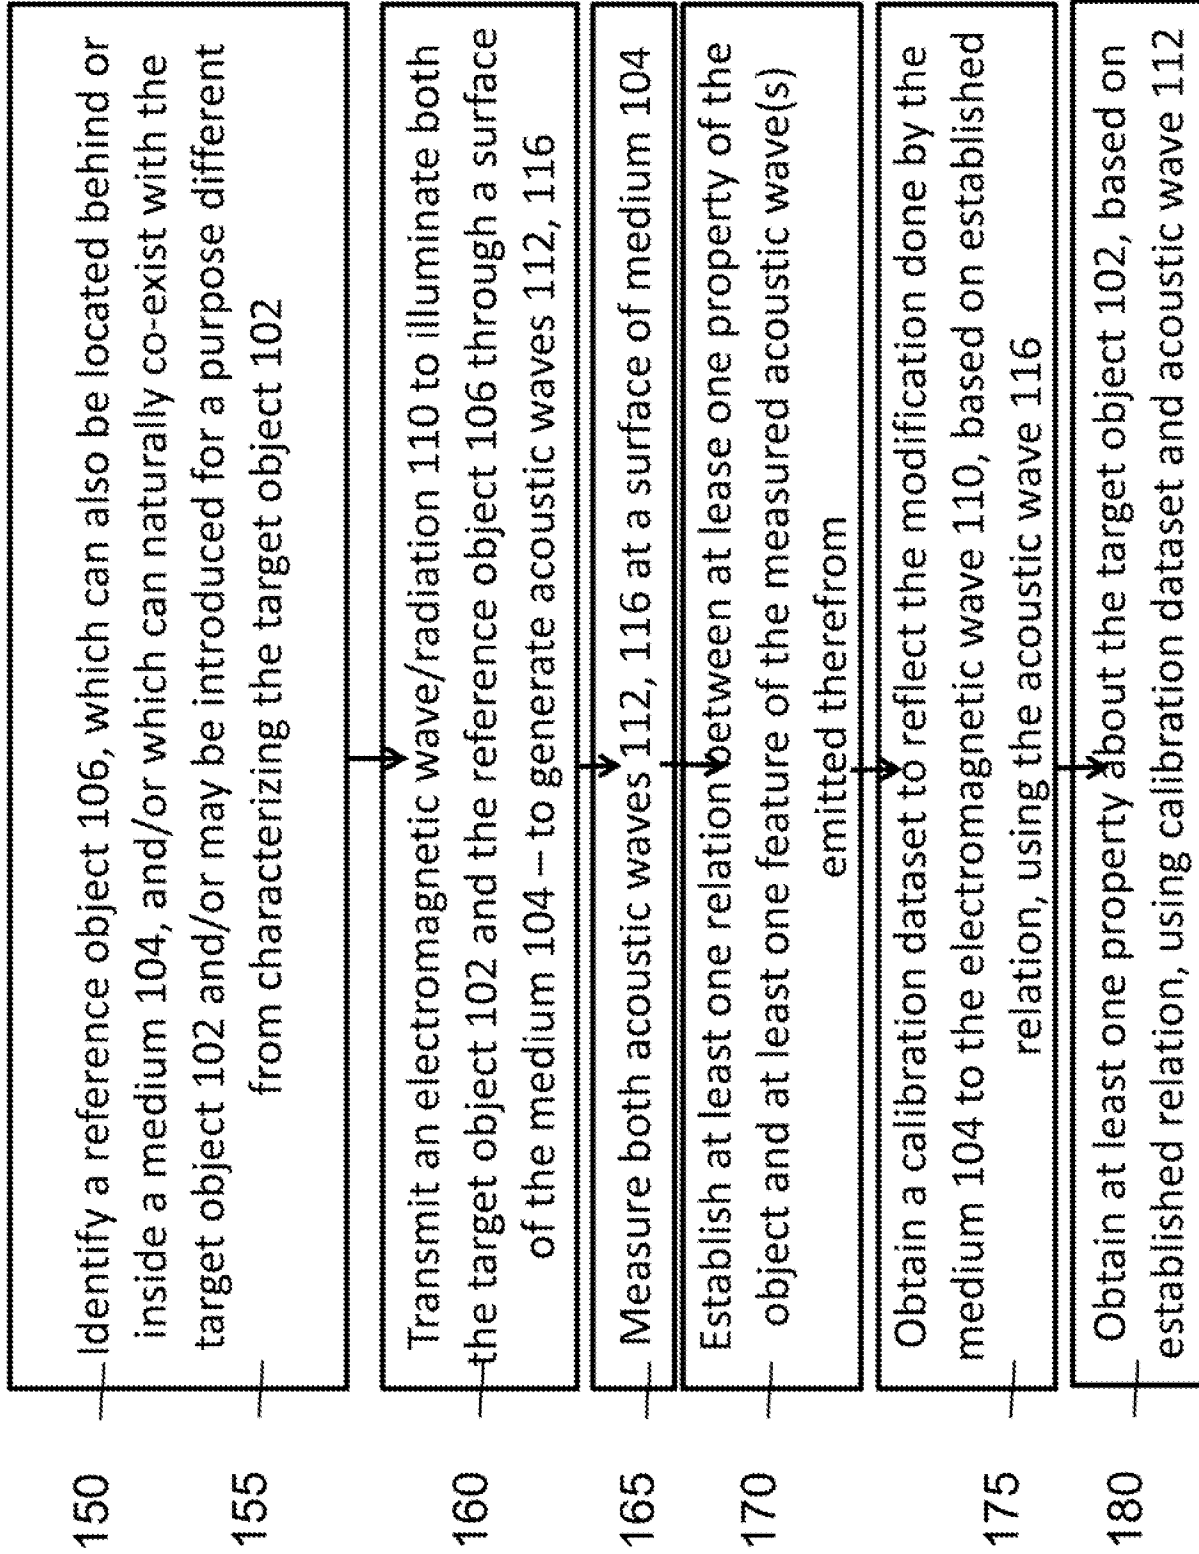 150
Identify a reference object 106, which can also be located behind or
inside a medium 104, and/or which can naturally co-exist with the
target object 102 and/or may be introduced for a purpose different
155
from characterizing the target object 102
160
Transmit an electromagnetic wave/radiation 110 to illuminate both
the target object 102 and the reference object 106 through a surface
of the medium 104 – to generate acoustic waves 112, 116
165
Measure both acoustic waves 112, 116 at a surface of medium 104
170
Establish at least one relation between at lease one property of the
object and at least one feature of the measured acoustic wave(s)
emitted therefrom
175
Obtain a calibration dataset to reflect the modification done by the
medium 104 to the electromagnetic wave 110, based on established
relation, using the acoustic wave 116
180
Obtain at least one property about the target object 102, based on
established relation, using calibration dataset and acoustic wave 112